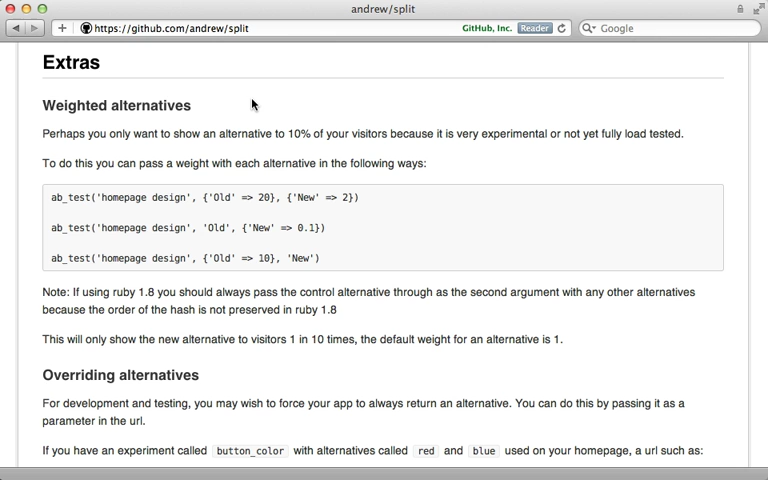 andrew/split
https://github.com/andrew/split
GitHub, Inc.
Reader
Google
Extras
Weighted alternatives
Perhaps you only want to show an alternative to 10% of your visitors because it is very experimental or not yet fully load tested.
To do this you can pass a weight with each alternative in the following ways:
ab_test('homepage design', {'Old' => 20}, {'New' => 2})
ab_test('homepage design', 'Old', {'New' => 0.1})
ab_test('homepage design', {'Old' => 10}, 'New')
Note: If using ruby 1.8 you should always pass the control alternative through as the second argument with any other alternatives
because the order of the hash is not preserved in ruby 1.8
This will only show the new alternative to visitors 1 in 10 times, the default weight for an alternative is 1.
Overriding alternatives
For development and testing, you may wish to force your app to always return an alternative. You can do this by passing it as a
parameter in the url.
If you have an experiment called button_color with alternatives called red and blue used on your homepage, a url such as: